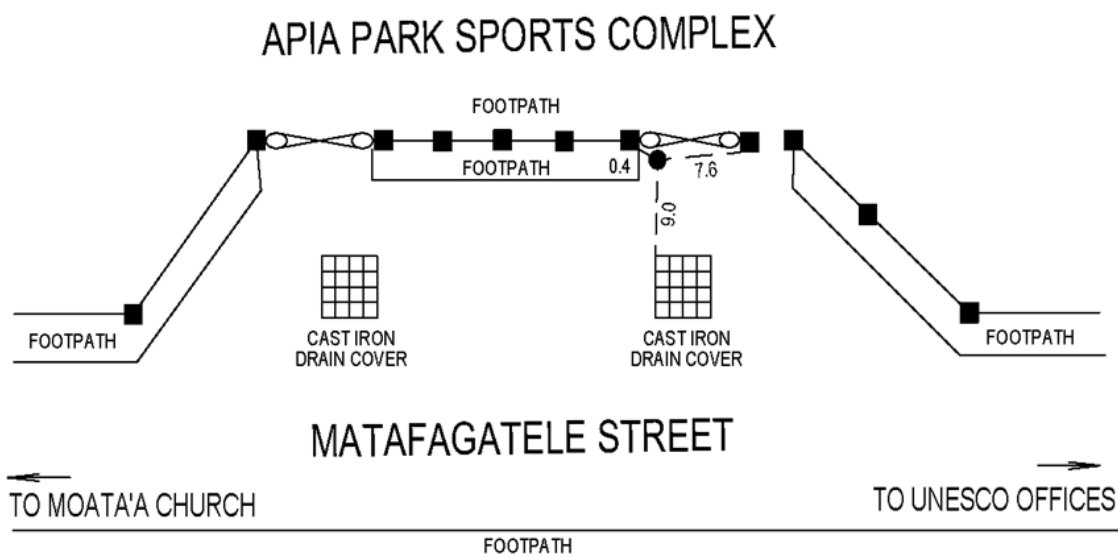 APIA PARK SPORTS COMPLEX
FOOTPATH
FOOTPATH
0.4
7.6
9.0
FOOTPATH
CAST IRON
DRAIN COVER
CAST IRON
DRAIN COVER
FOOTPATH
MATAFAGATELE STREET
TO MOATA'A CHURCH
TO UNESCO OFFICES
FOOTPATH